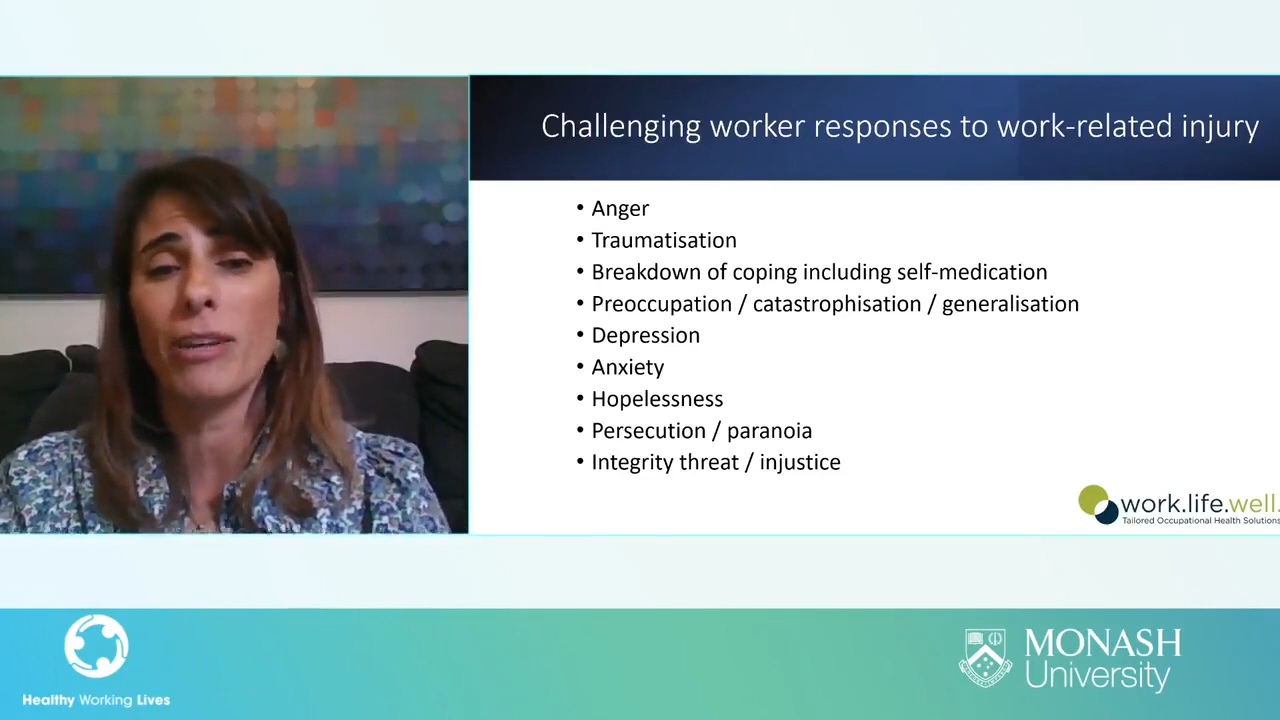 Challenging worker responses to work-related injury
• Anger
• Traumatisation
• Breakdown of coping including self-medication
• Preoccupation / catastrophisation / generalisation
• Depression
• Anxiety
• Hopelessness
• Persecution / paranoia
• Integrity threat / injustice
work.life.well.
Tailored Occupational Health Solutions
Healthy Working Lives
MONASH
University